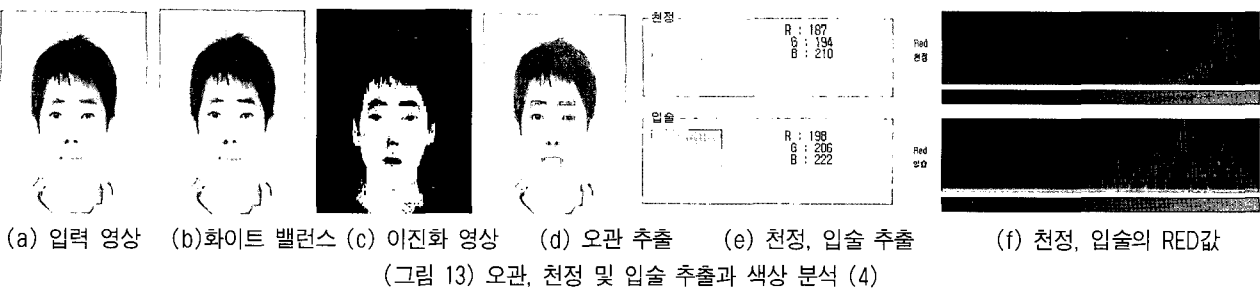 천정
R : 187
G : 194
B : 210
입술
R : 198
G : 206
B : 222
Red
천정
Red
입술
(a) 입력 영상 (b)화이트 밸런스 (c) 이진화 영상 (d) 오관 추출 (e) 천정, 입술 추출 (f) 천정, 입술의 RED값
(그림 13) 오관, 천정 및 입술 추출과 색상 분석 (4)